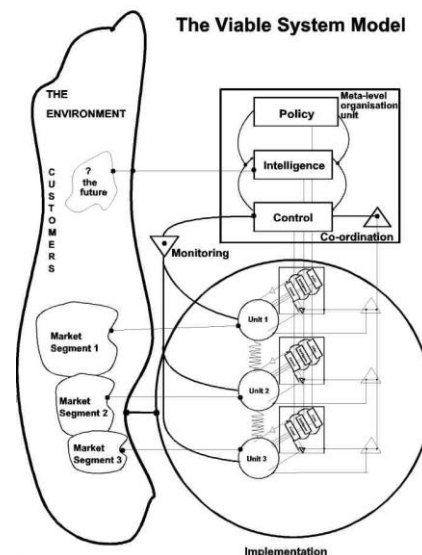 The Viable System Model
THE
ENVIRONMENT
CUSTOMERS
?
the
future
Market
Segment 1
Market
Segment 2
Market
Segment 3
Meta-level
organisation
unit
Policy
Intelligence
Control
Co-ordination
Monitoring
Unit 1
Unit 2
Unit 3
Implementation